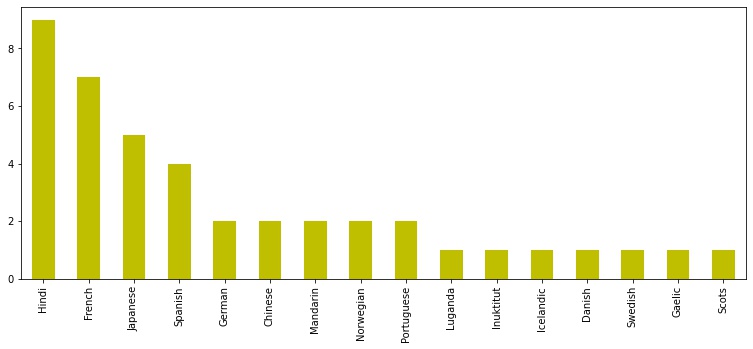 8
6
4
2
0
Hindi
French
Japanese
Spanish
German
Chinese
Mandarin
Norwegian
Portuguese
Luganda
Inuktitut
Icelandic
Danish
Swedish
Gaelic
Scots